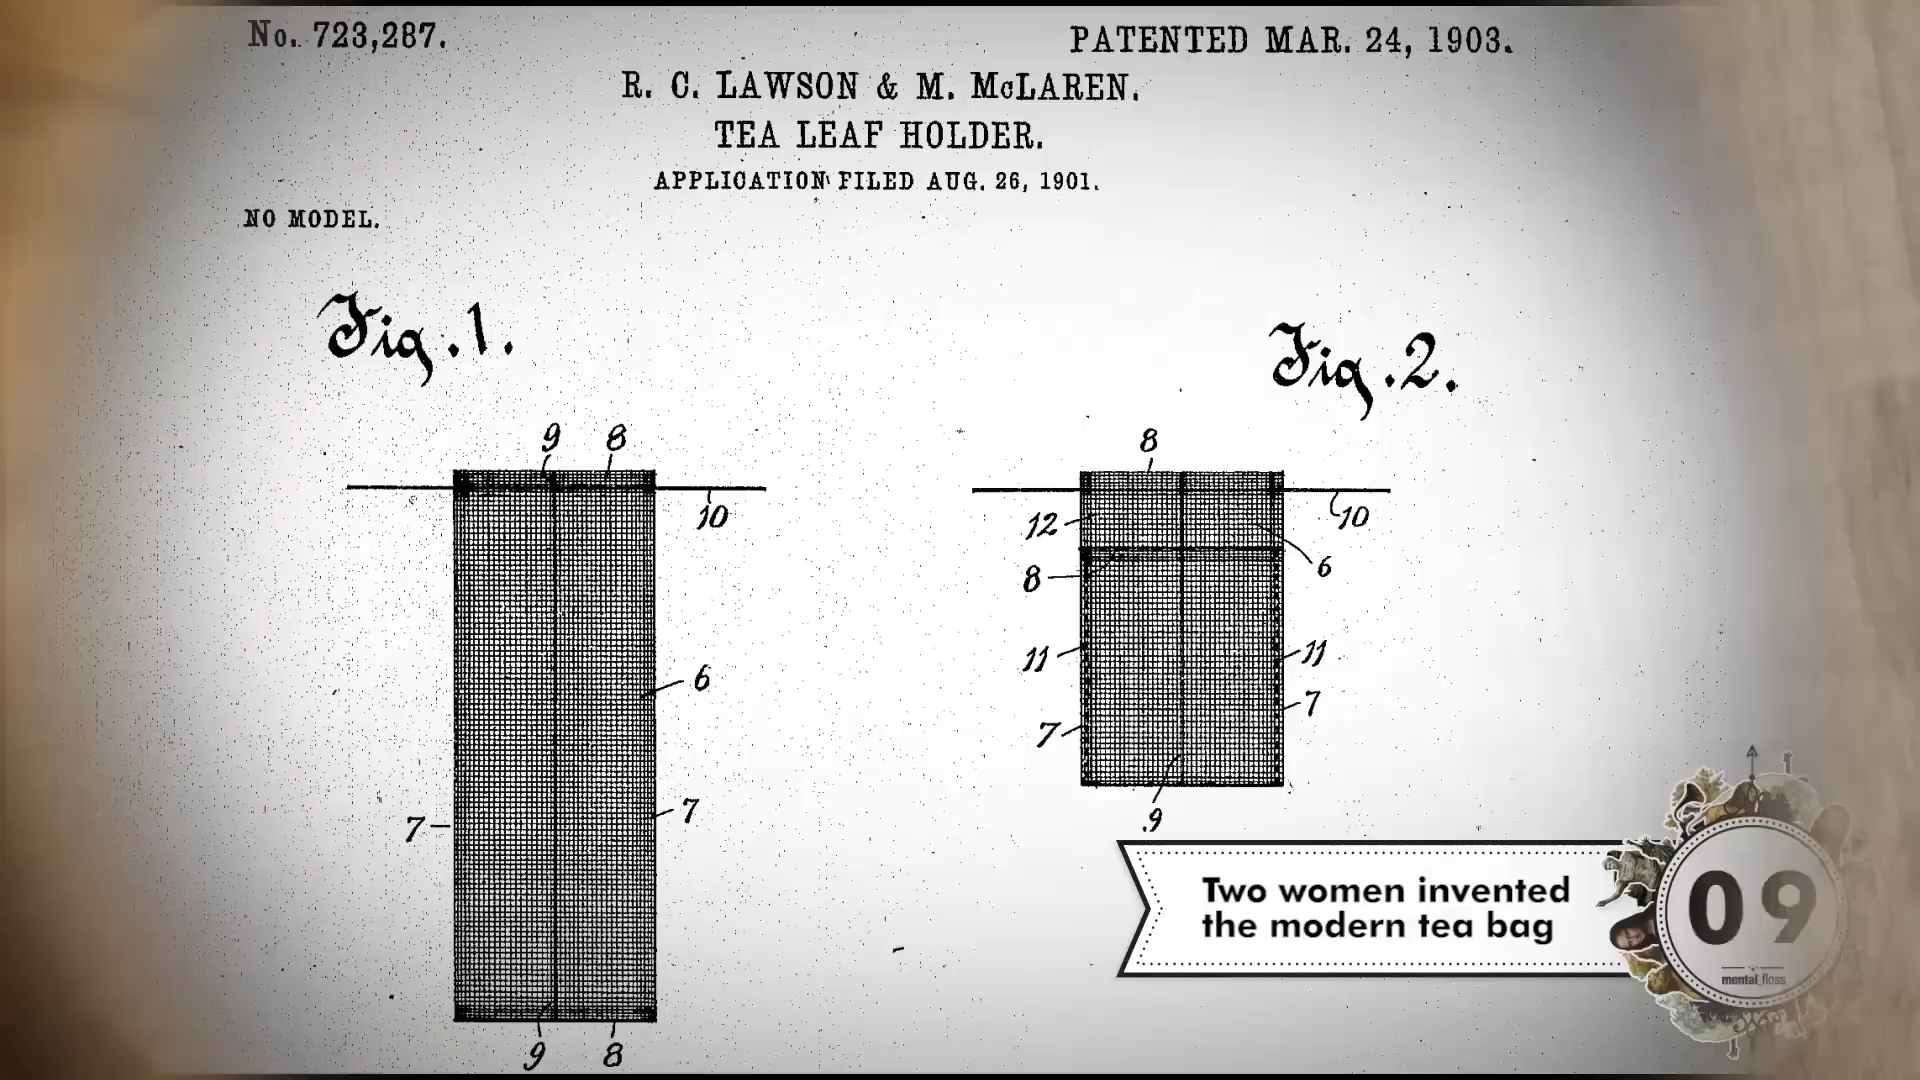 No. 723,287.
PATENTED MAR. 24, 1903.
R. C. LAWSON & M. McLAREN.
TEA LEAF HOLDER.
APPLICATION FILED AUG. 26, 1901.
NO MODEL.
Fig. 1.
Fig. 2.
9 8
10
6
7
7
9 8
8
12
10
8
6
11
11
7
7
9
Two women invented
the modern tea bag
09
mental_floss